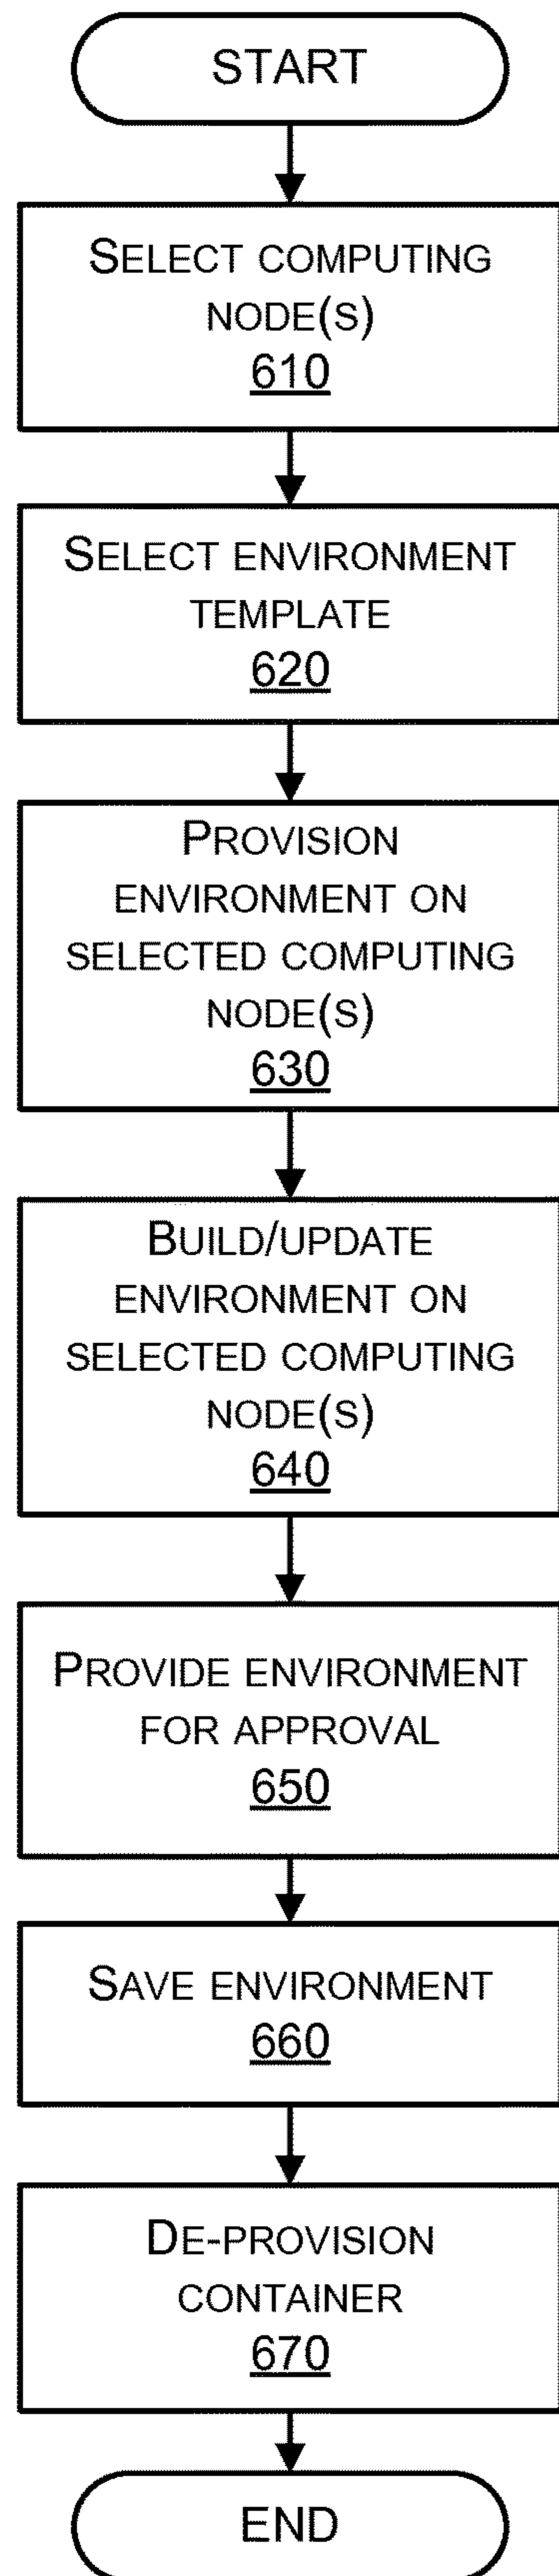 START
SELECT COMPUTING
NODE(S)
610
SELECT ENVIRONMENT
TEMPLATE
620
PROVISION
ENVIRONMENT ON
SELECTED COMPUTING
NODE(S)
630
BUILD/UPDATE
ENVIRONMENT ON
SELECTED COMPUTING
NODE(S)
640
PROVIDE ENVIRONMENT
FOR APPROVAL
650
SAVE ENVIRONMENT
660
DE-PROVISION
CONTAINER
670
END